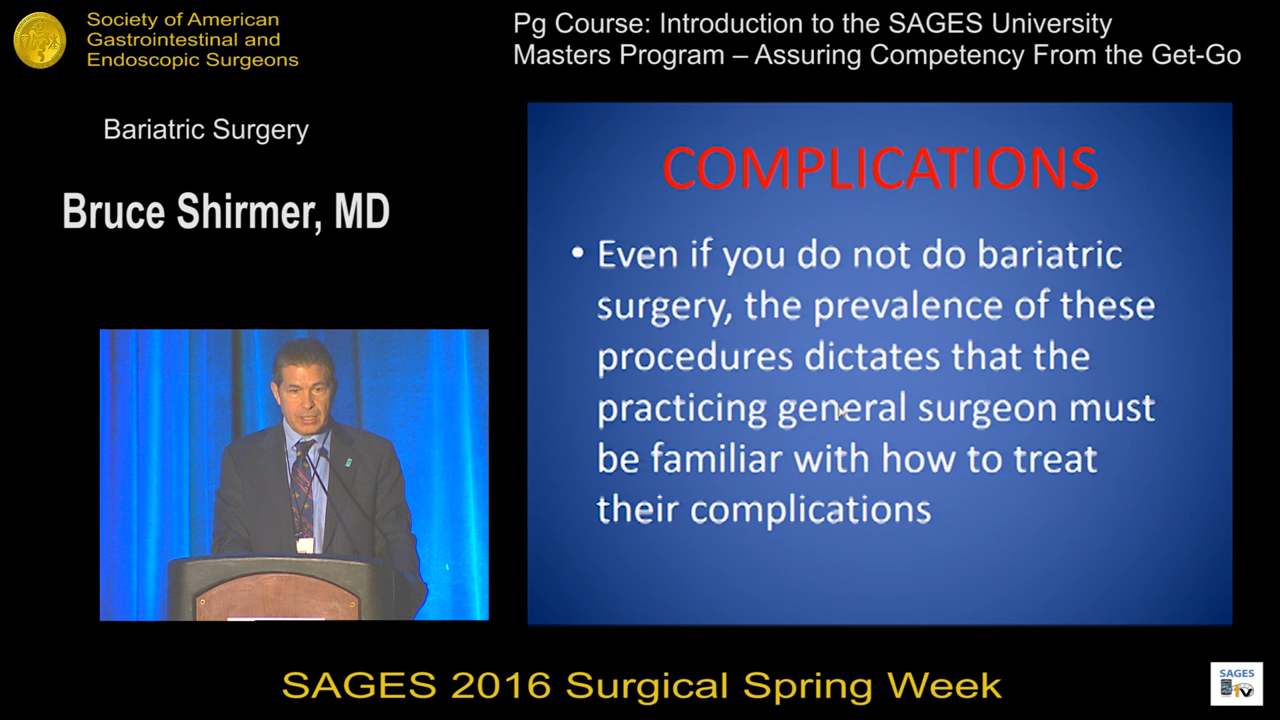 Society of American
Gastrointestinal and
Endoscopic Surgeons
Pg Course: Introduction to the SAGES University
Masters Program – Assuring Competency From the Get-Go
Bariatric Surgery
Bruce Shirmer, MD
COMPLICATIONS
• Even if you do not do bariatric
surgery, the prevalence of these
procedures dictates that the
practicing general surgeon must
be familiar with how to treat
their complications
SAGES 2016 Surgical Spring Week
SAGES
TV